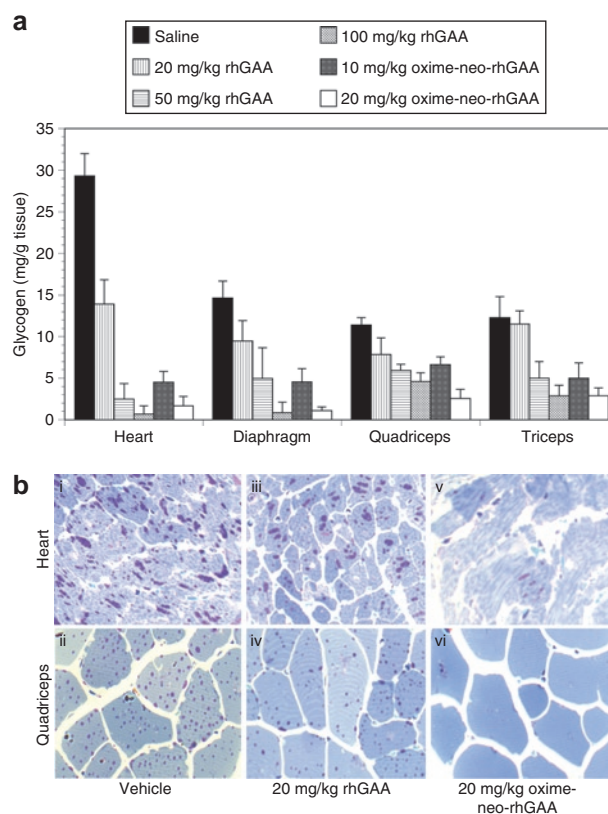 a
Saline
100 mg/kg rhGAA
20 mg/kg rhGAA
10 mg/kg oxime-neo-rhGAA
50 mg/kg rhGAA
20 mg/kg oxime-neo-rhGAA
35
30
25
20
15
10
5
0
Glycogen (mg/g tissue)
Heart
Diaphragm
Quadriceps
Triceps
b
i
iii
v
Heart
ii
iv
vi
Quadriceps
Vehicle
20 mg/kg rhGAA
20 mg/kg oxime-
neo-rhGAA